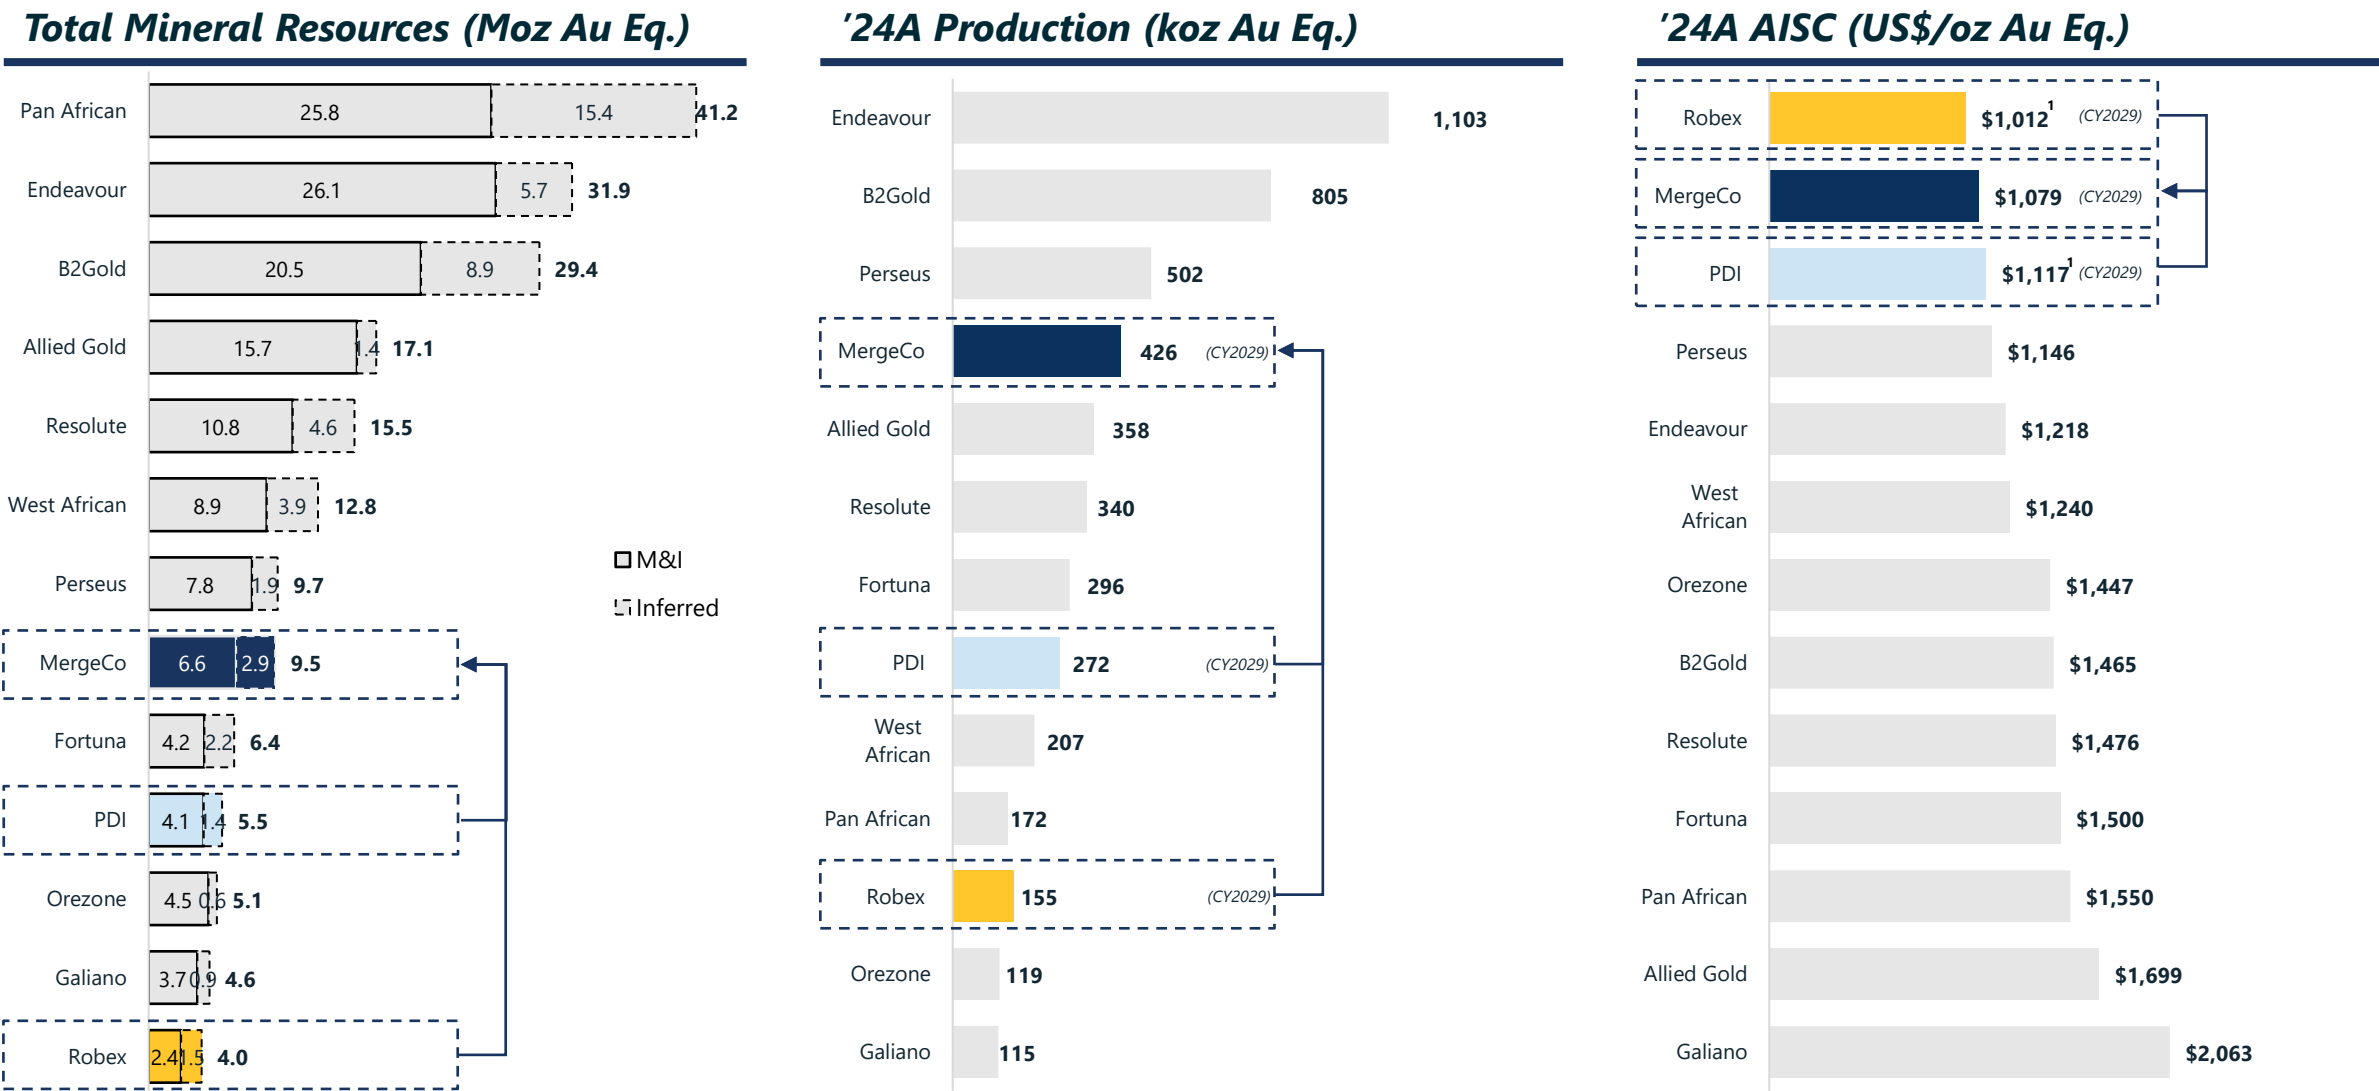 Total Mineral Resources (Moz Au Eq.)
Pan African 25.8 15.4 41.2
Endeavour 26.1 5.7 31.9
B2Gold 20.5 8.9 29.4
Allied Gold 15.7 1.4 17.1
Resolute 10.8 4.6 15.5
West African 8.9 3.9 12.8
Perseus 7.8 1.9 9.7
MergeCo 6.6 2.9 9.5
Fortuna 4.2 2.2 6.4
PDI 4.1 1.4 5.5
Orezone 4.5 0.6 5.1
Galiano 3.7 0.9 4.6
Robex 2.4 1.5 4.0
M&I
Inferred
’24A Production (koz Au Eq.)
Endeavour 1,103
B2Gold 805
Perseus 502
MergeCo 426 (CY2029)
Allied Gold 358
Resolute 340
Fortuna 296
PDI 272 (CY2029)
West
African 207
Pan African 172
Robex 155 (CY2029)
Orezone 119
Galiano 115
’24A AISC (US$/oz Au Eq.)
Robex $1,012¹ (CY2029)
MergeCo $1,079 (CY2029)
PDI $1,117¹ (CY2029)
Perseus $1,146
Endeavour $1,218
West
African $1,240
Orezone $1,447
B2Gold $1,465
Resolute $1,476
Fortuna $1,500
Pan African $1,550
Allied Gold $1,699
Galiano $2,063